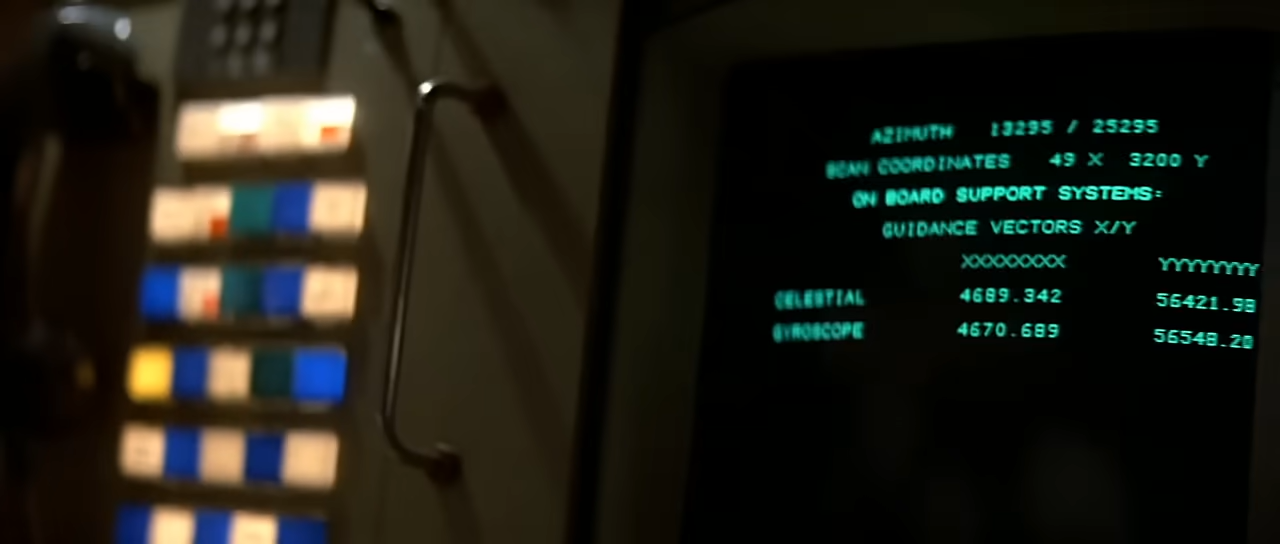 AZIMUTH 13295 / 25295
SCAN COORDINATES 49 X 3200 Y
ON BOARD SUPPORT SYSTEMS:
GUIDANCE VECTORS X/Y
XXXXXXXX YYYYYYYY
CELESTIAL 4689.342 56421.98
GYROSCOPE 4670.689 56548.20